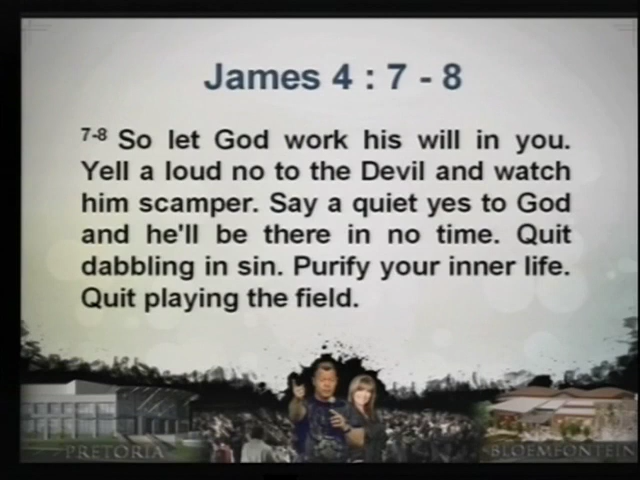 James 4 : 7 - 8
7-8 So let God work his will in you.
Yell a loud no to the Devil and watch
him scamper. Say a quiet yes to God
and he'll be there in no time. Quit
dabbling in sin. Purify your inner life.
Quit playing the field.
PRETORIA
BLOEMFONTEIN